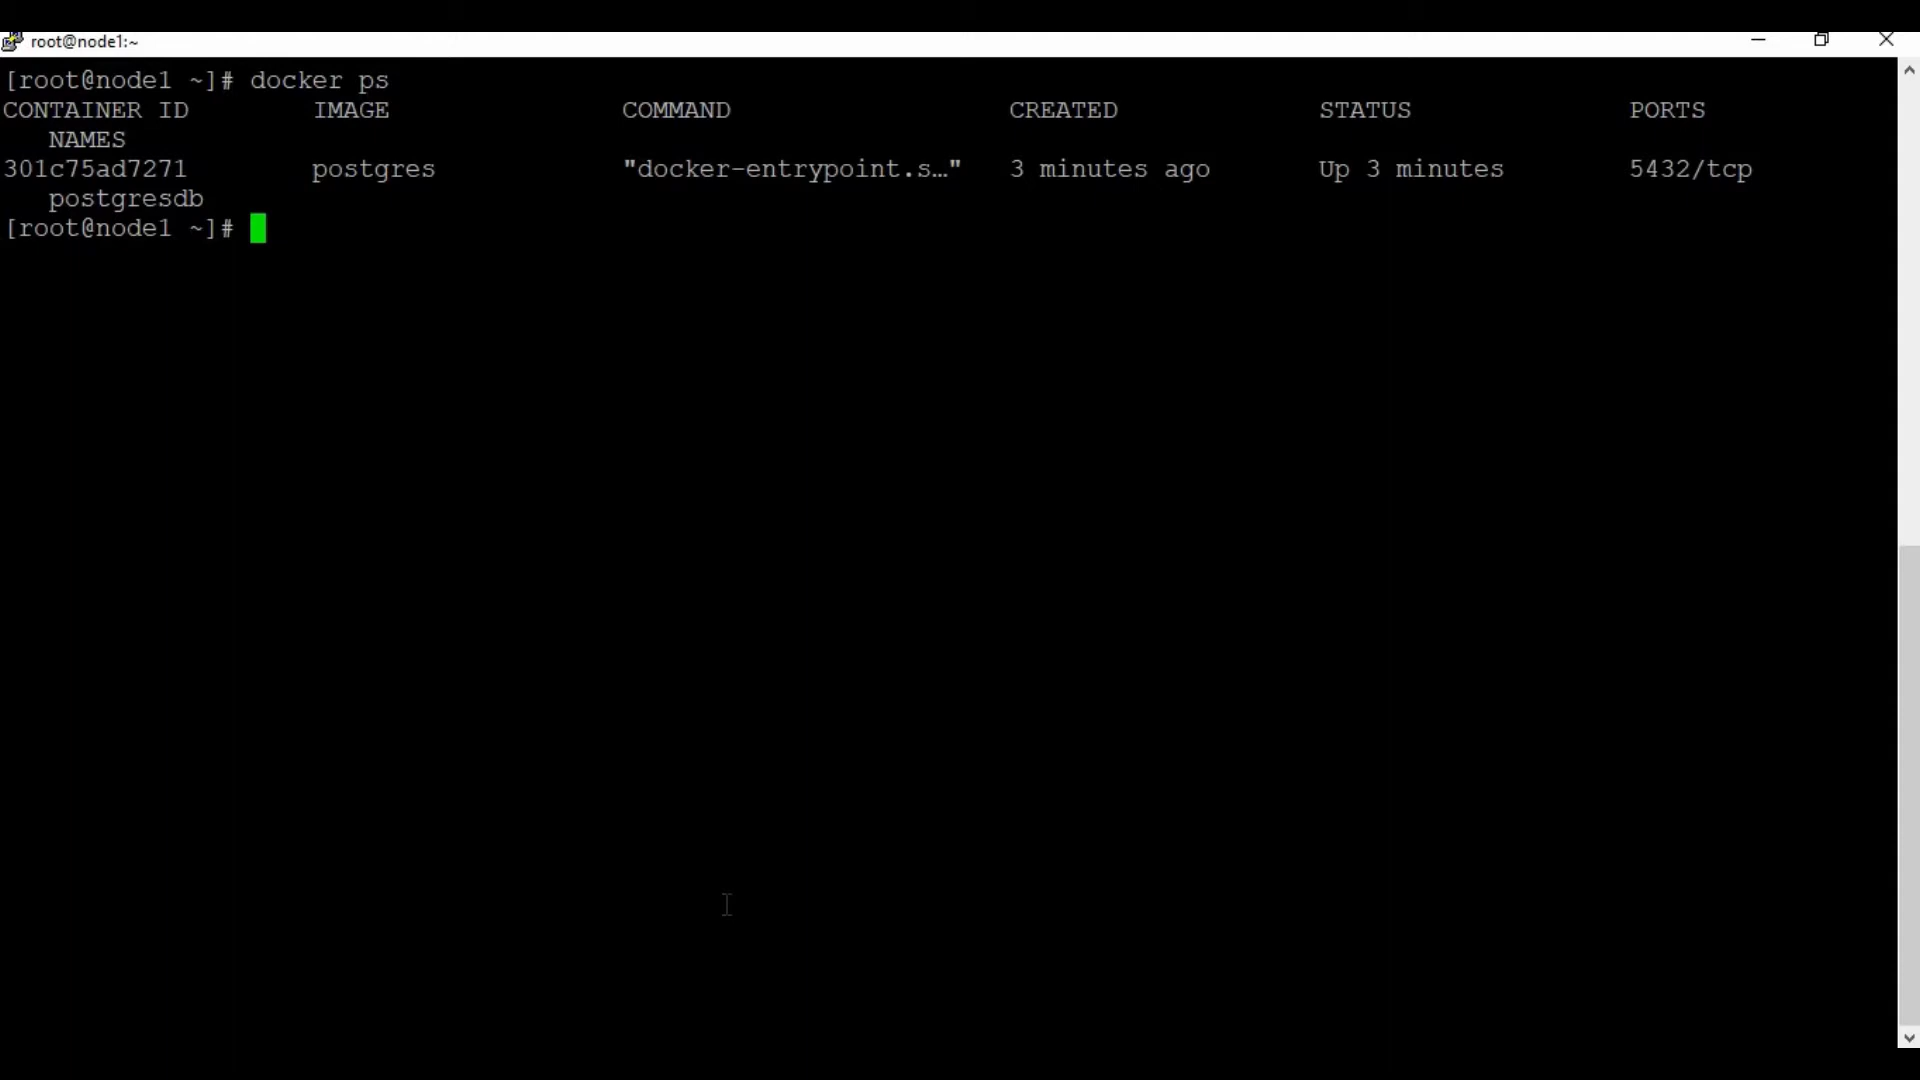 root@node1:~
[root@node1 ~]# docker ps
CONTAINER ID        IMAGE               COMMAND                  CREATED             STATUS              PORTS
   NAMES
301c75ad7271        postgres            "docker-entrypoint.s…"   3 minutes ago       Up 3 minutes        5432/tcp
   postgresdb
[root@node1 ~]#